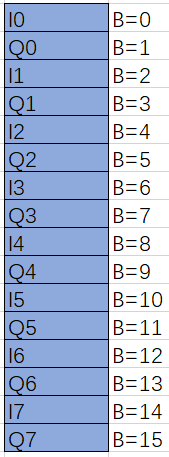 I0 B=0
Q0 B=1
I1 B=2
Q1 B=3
I2 B=4
Q2 B=5
I3 B=6
Q3 B=7
I4 B=8
Q4 B=9
I5 B=10
Q5 B=11
I6 B=12
Q6 B=13
I7 B=14
Q7 B=15